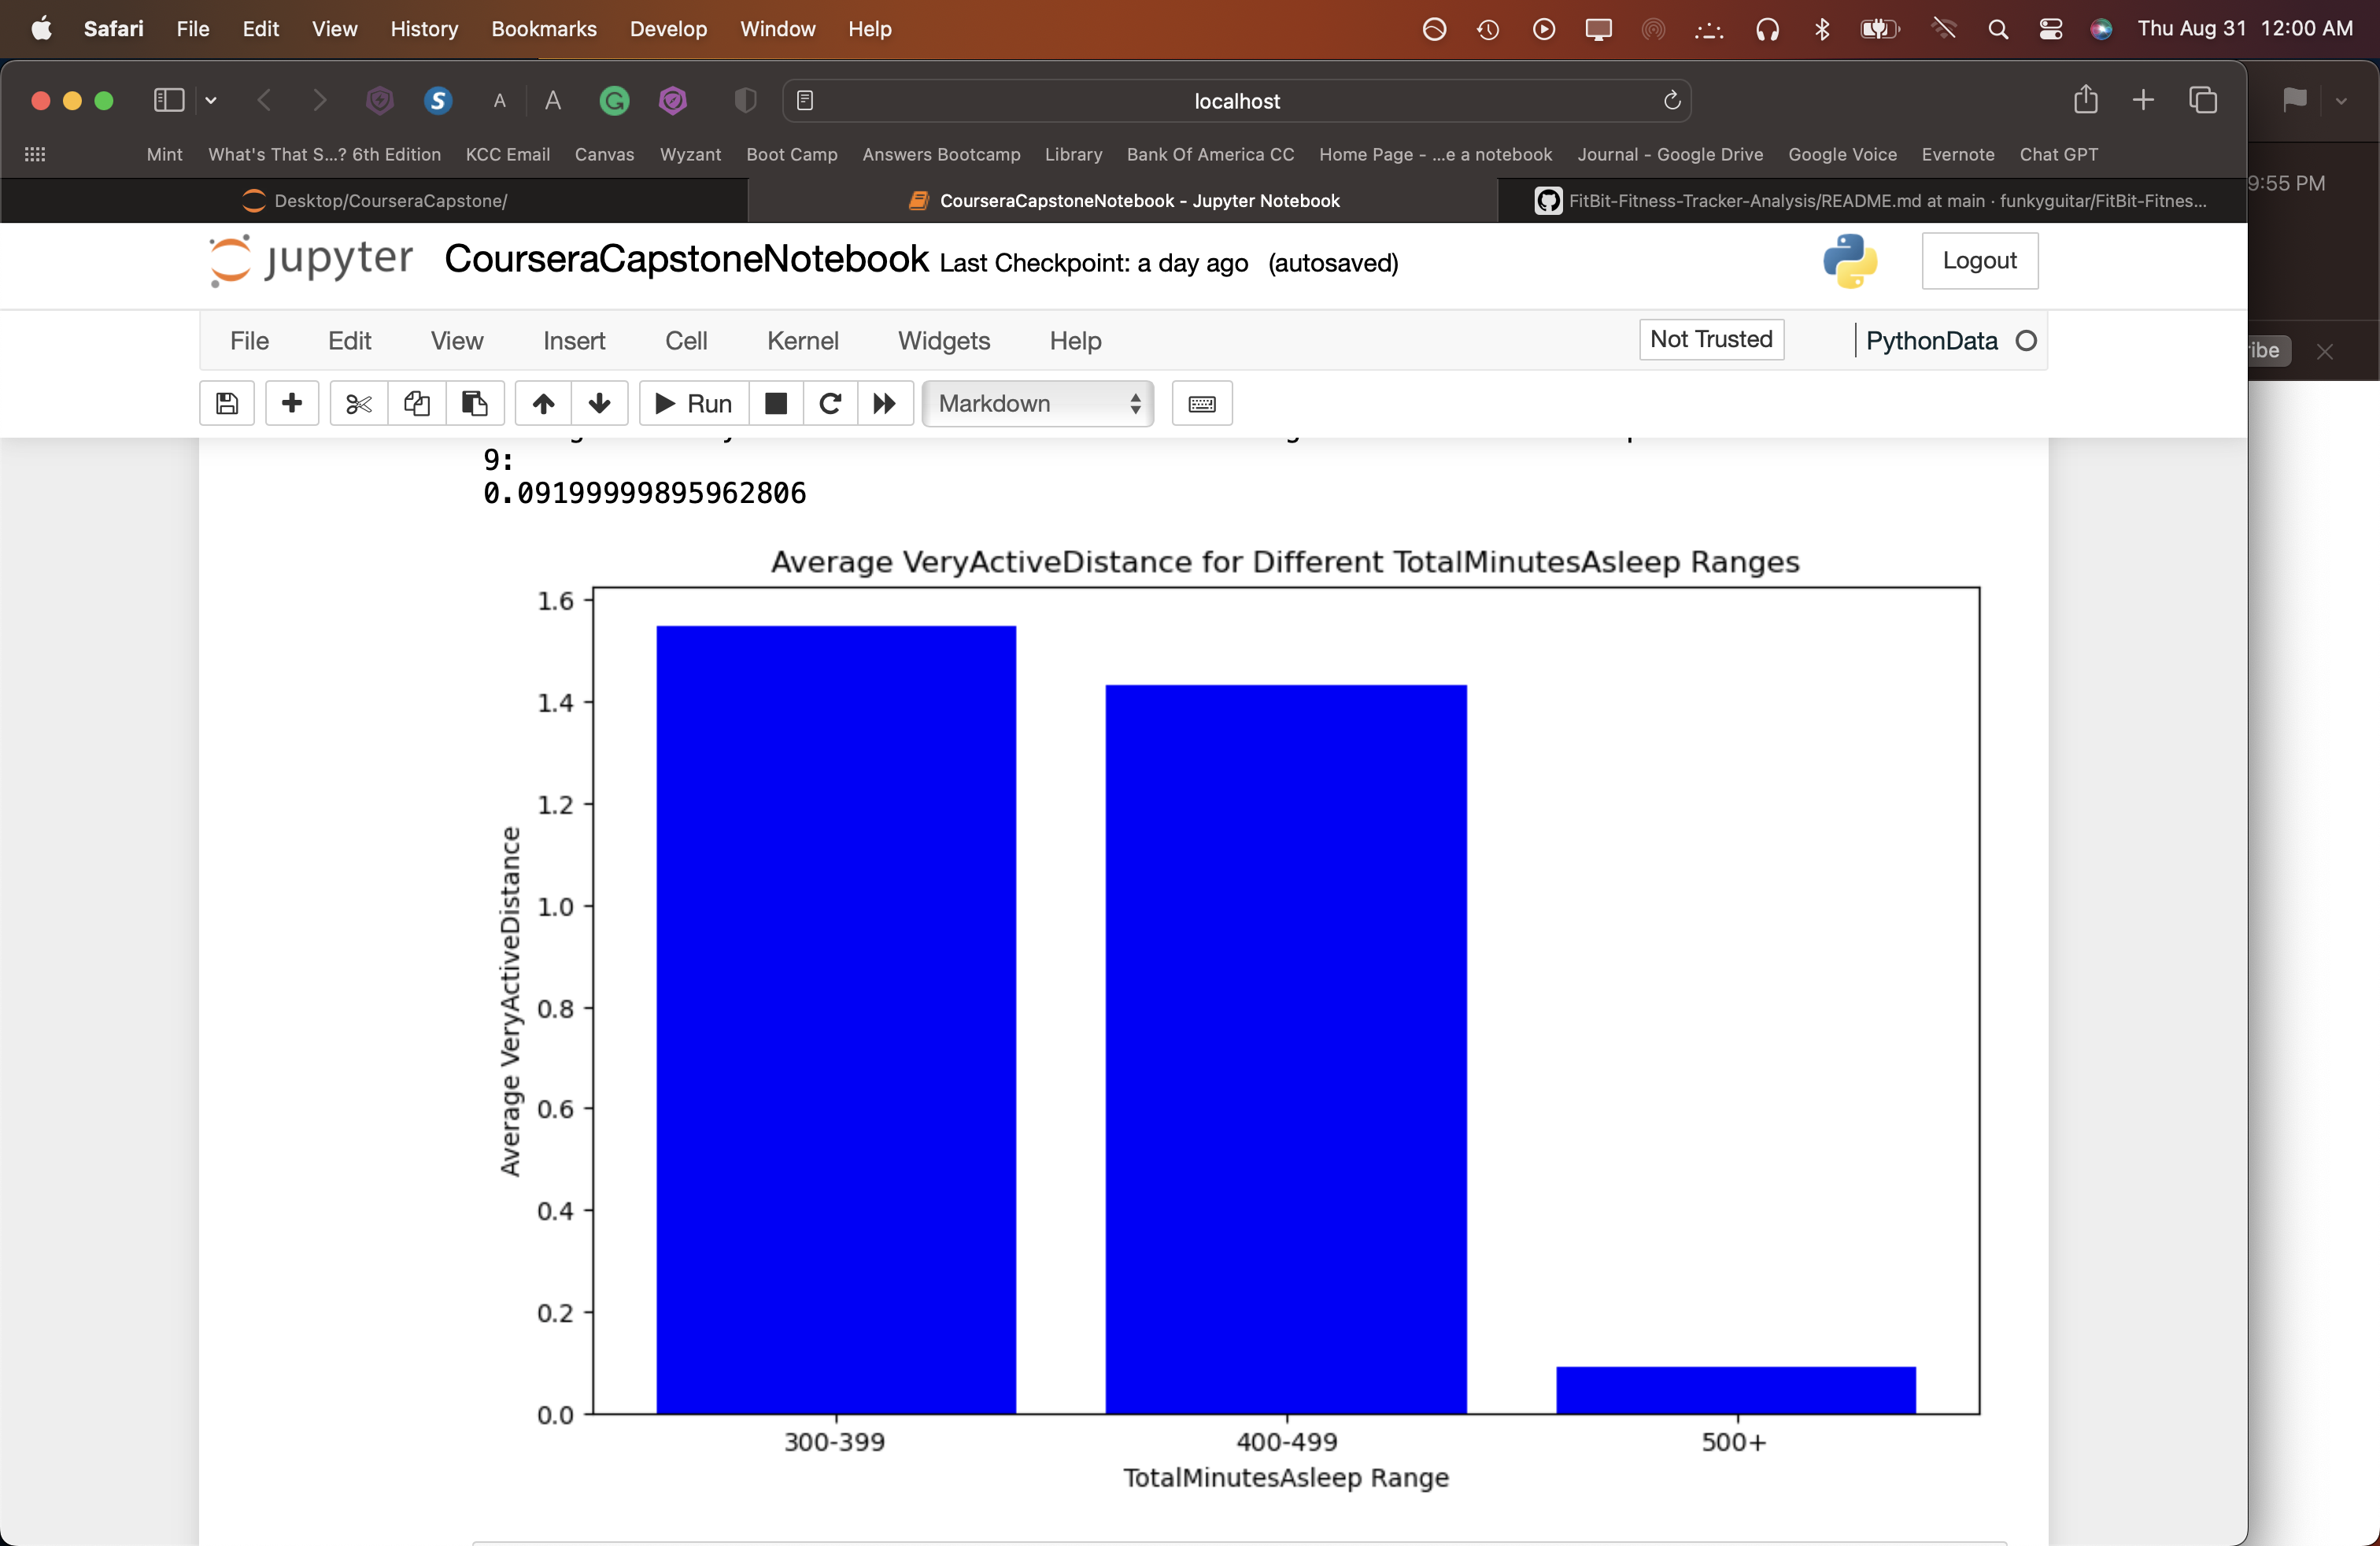 Safari File Edit View History Bookmarks Develop Window Help Thu Aug 31 12:00 AM
A A localhost
Mint What's That S...? 6th Edition KCC Email Canvas Wyzant Boot Camp Answers Bootcamp Library Bank Of America CC Home Page - ...e a notebook Journal - Google Drive Google Voice Evernote Chat GPT
Desktop/CourseraCapstone/ CourseraCapstoneNotebook - Jupyter Notebook FitBit-Fitness-Tracker-Analysis/README.md at main · funkyguitar/FitBit-Fitnes...
9:55 PM
jupyter CourseraCapstoneNotebook Last Checkpoint: a day ago (autosaved) Logout
File Edit View Insert Cell Kernel Widgets Help Not Trusted PythonData
Run Markdown
9:
0.09199999895962806
Average VeryActiveDistance for Different TotalMinutesAsleep Ranges
1.6
1.4
1.2
1.0
0.8
0.6
0.4
0.2
0.0
Average VeryActiveDistance
300-399 400-499 500+
TotalMinutesAsleep Range